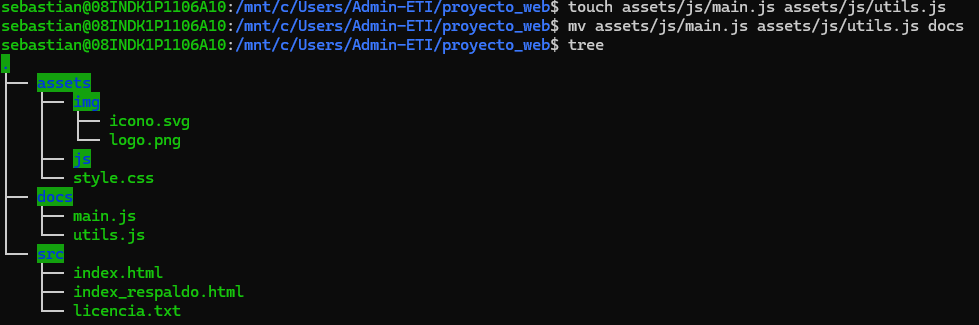 sebastian@08INDK1P1106A10:/mnt/c/Users/Admin-ETI/proyecto_web$ touch assets/js/main.js assets/js/utils.js
sebastian@08INDK1P1106A10:/mnt/c/Users/Admin-ETI/proyecto_web$ mv assets/js/main.js assets/js/utils.js docs
sebastian@08INDK1P1106A10:/mnt/c/Users/Admin-ETI/proyecto_web$ tree
.
├── assets
│   ├── img
│   │   ├── icono.svg
│   │   └── logo.png
│   ├── js
│   └── style.css
├── docs
│   ├── main.js
│   └── utils.js
└── src
    ├── index.html
    ├── index_respaldo.html
    └── licencia.txt